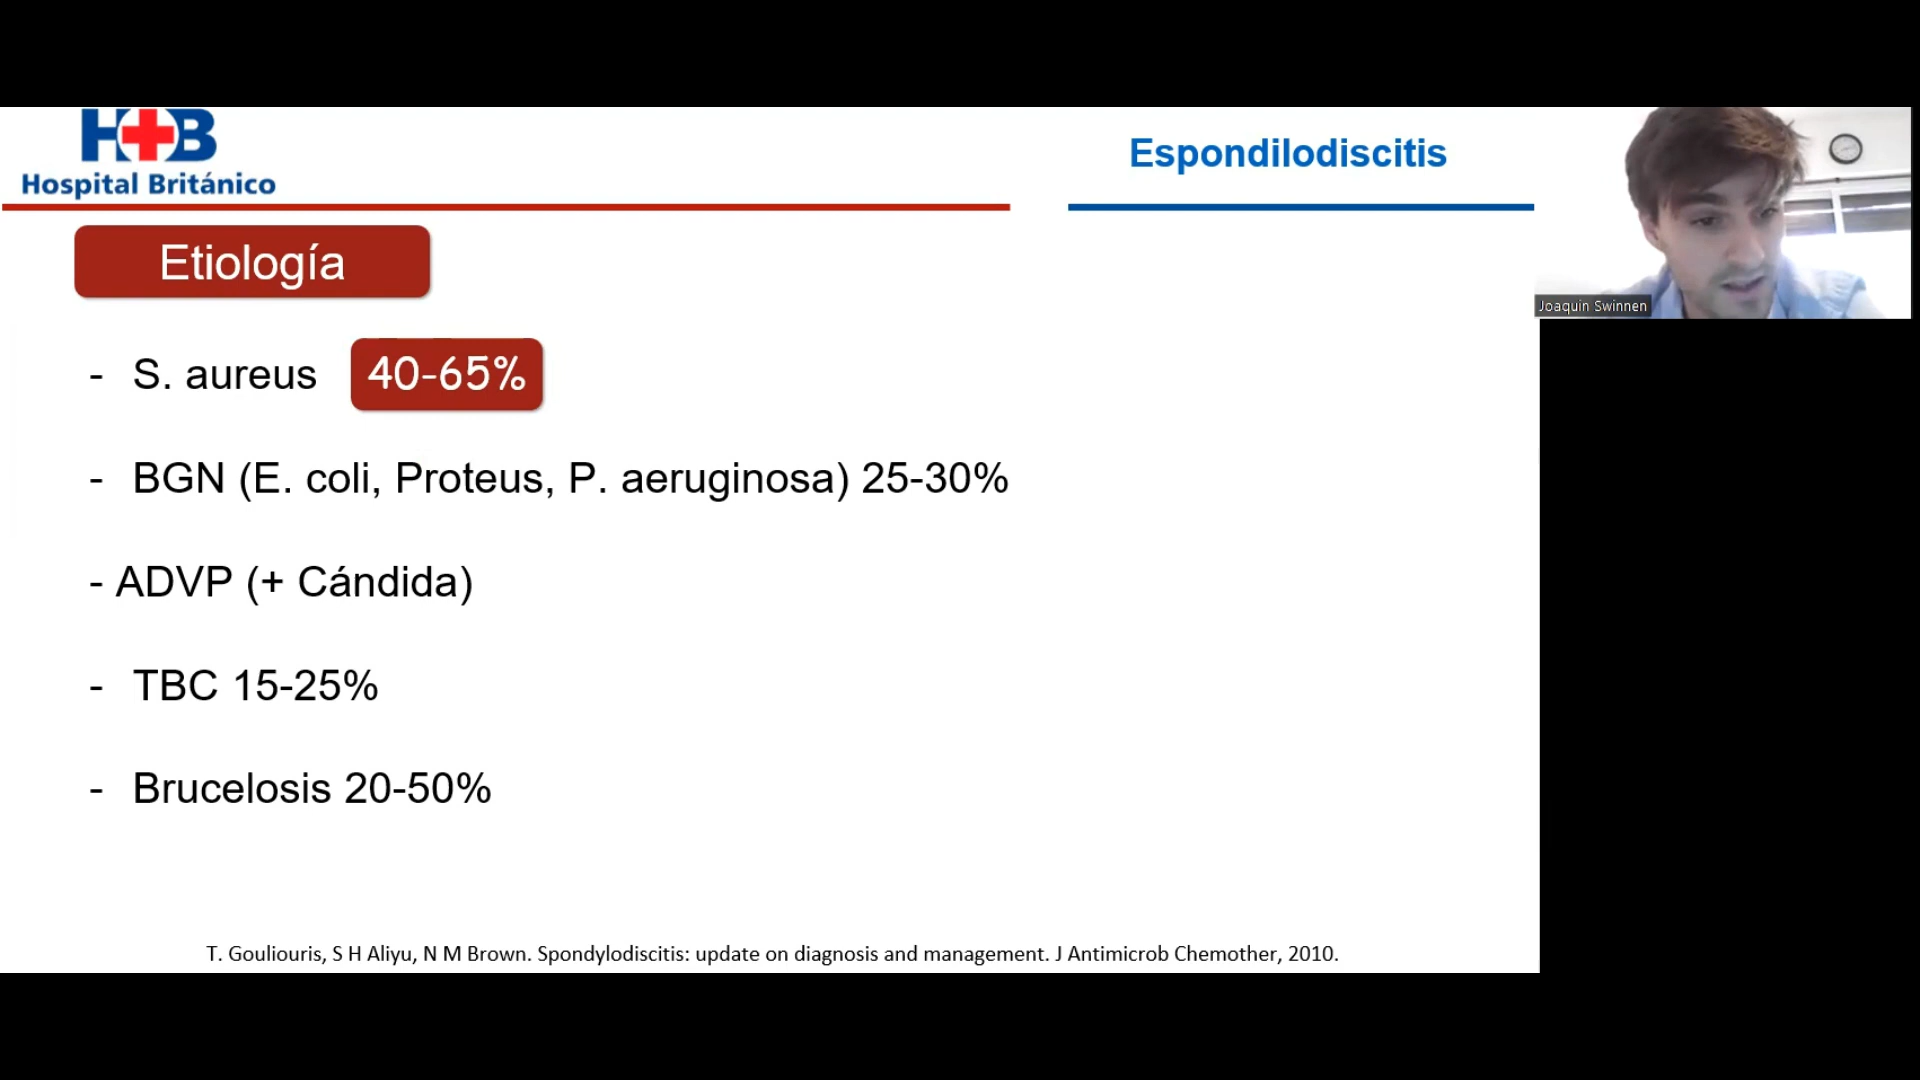 H+B
Hospital Británico
Espondilodiscitis
Etiología
- S. aureus 40-65%
- BGN (E. coli, Proteus, P. aeruginosa) 25-30%
- ADVP (+ Cándida)
- TBC 15-25%
- Brucelosis 20-50%
T. Gouliouris, S H Aliyu, N M Brown. Spondylodiscitis: update on diagnosis and management. J Antimicrob Chemother, 2010.
Joaquin Swinnen